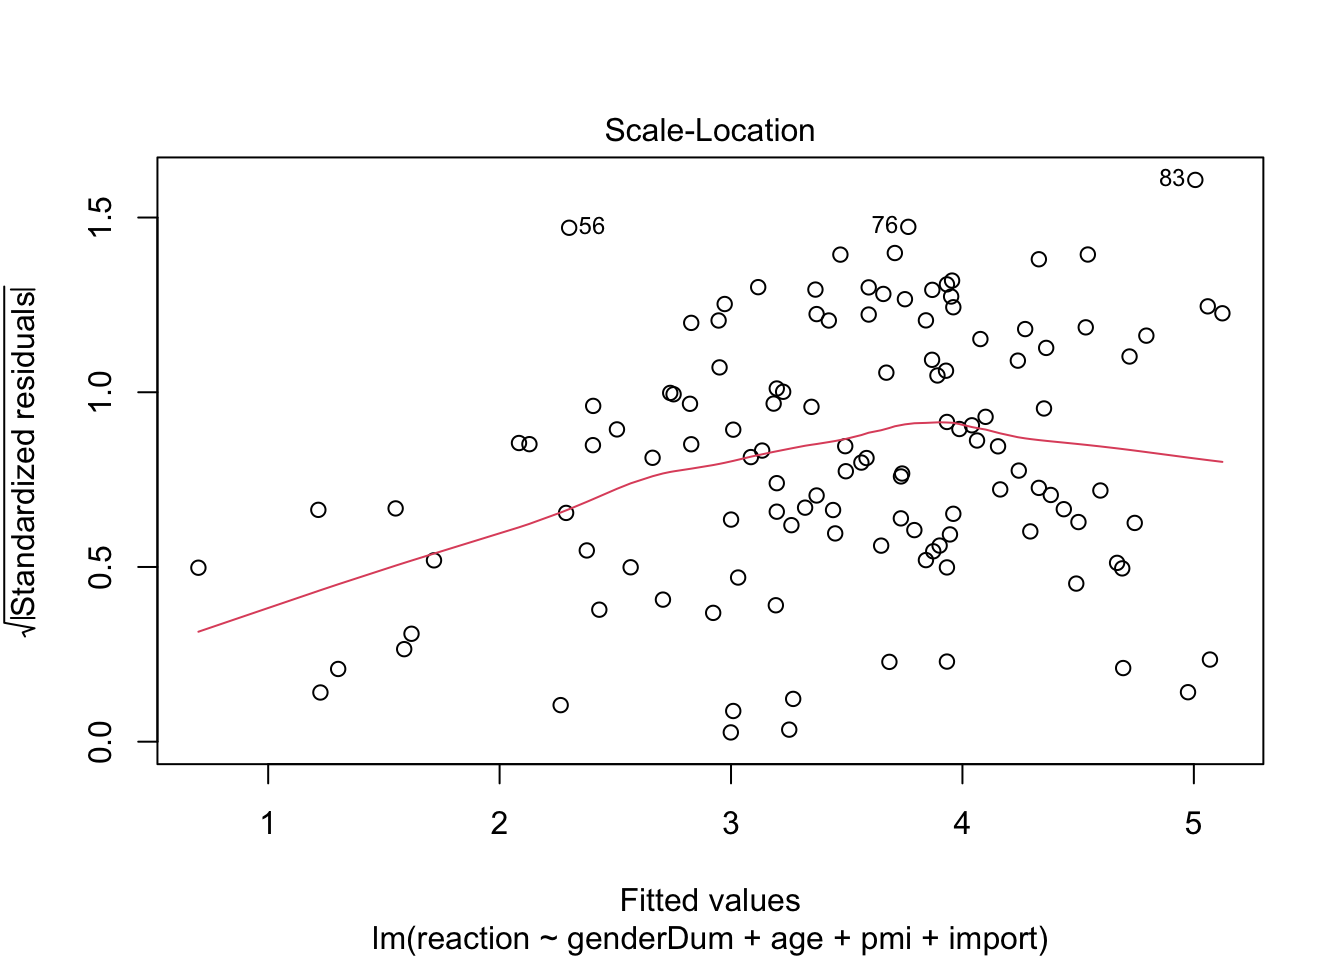 Scale-Location
√|Standardized residuals|
1.5
1.0
0.5
0.0
83
76
56
1 2 3 4 5
Fitted values
lm(reaction ~ genderDum + age + pmi + import)